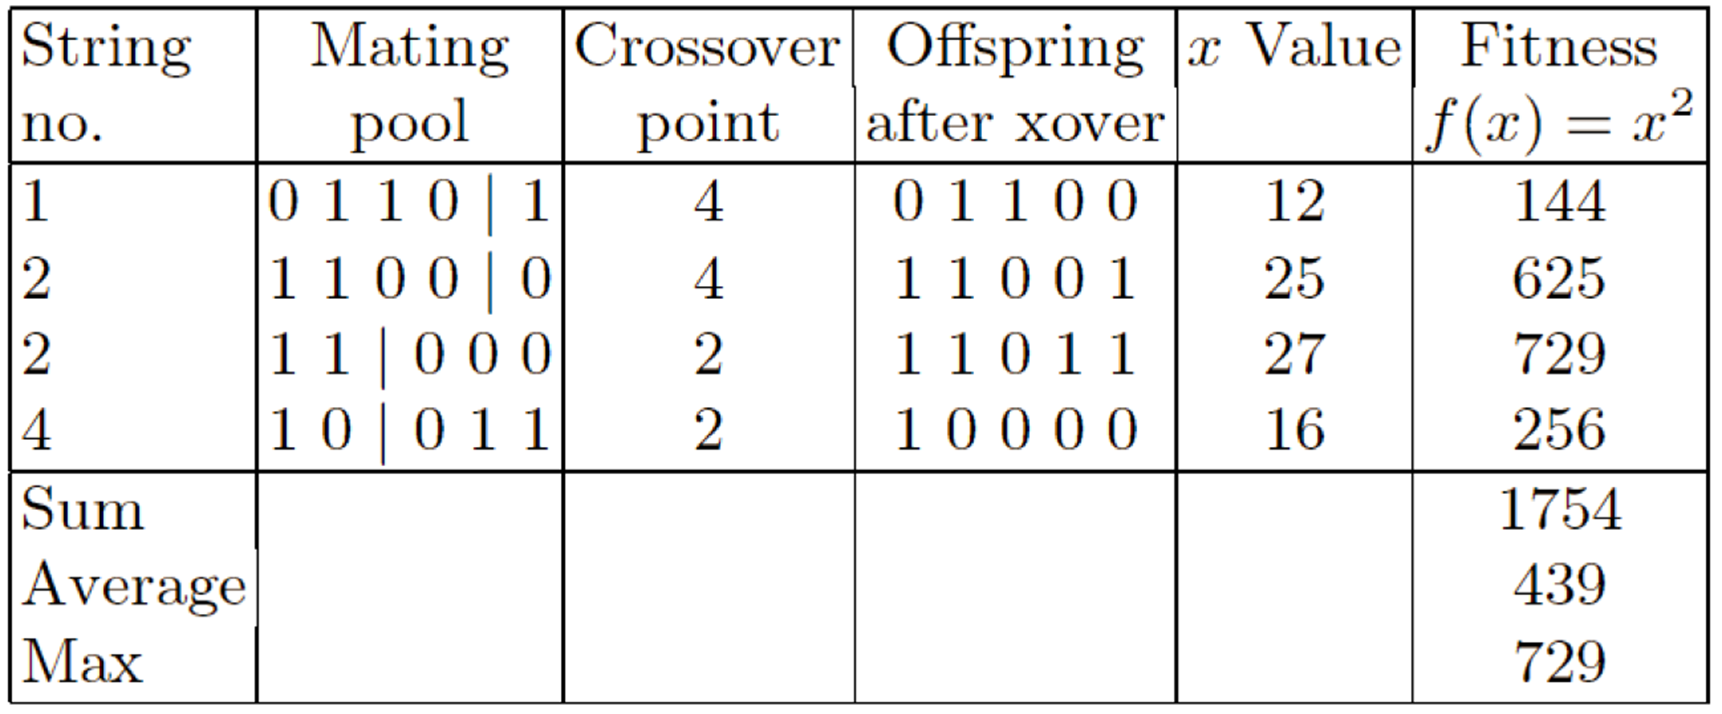 String Mating Crossover Offspring x Value Fitness
no. pool point after xover f(x) = x²
1 0 1 1 0 | 1 4 0 1 1 0 0 12 144
2 1 1 0 0 | 0 4 1 1 0 0 1 25 625
2 1 1 | 0 0 0 2 1 1 0 1 1 27 729
4 1 0 | 0 1 1 2 1 0 0 0 0 16 256
Sum 1754
Average 439
Max 729